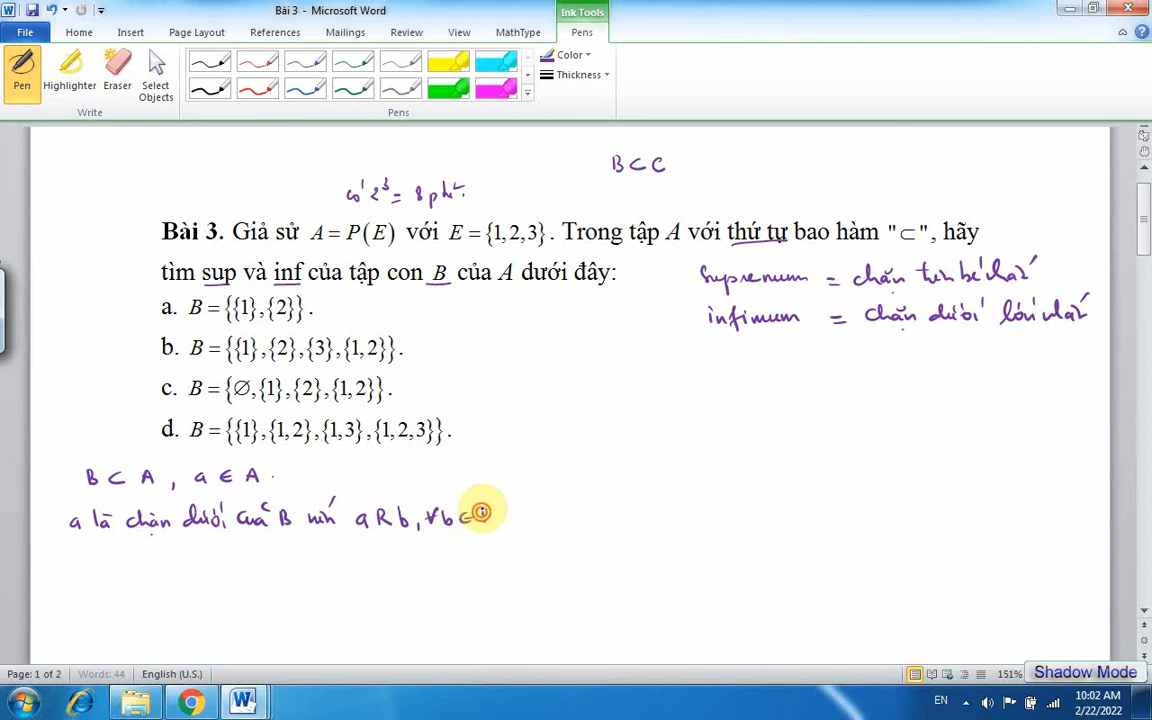 Bài 3 - Microsoft Word
Ink Tools
File Home Insert Page Layout References Mailings Review View MathType Pens
Pen Highlighter Eraser Select Objects
Color
Thickness
Write
Pens
B ⊂ C
có 2³ = 8 pht.
Bài 3. Giả sử A = P(E) với E = {1,2,3}. Trong tập A với thứ tự bao hàm "⊂", hãy
tìm sup và inf của tập con B của A dưới đây:
supremum = chặn trên bé nhất
infimum = chặn dưới lớn nhất
a. B = {{1},{2}}.
b. B = {{1},{2},{3},{1,2}}.
c. B = {∅,{1},{2},{1,2}}.
d. B = {{1},{1,2},{1,3},{1,2,3}}.
B ⊂ A , a ∈ A .
a là chặn dưới của B nếu a R b, ∀b ∈
Page: 1 of 2 Words: 44 English (U.S.) 151% Shadow Mode
EN 10:02 AM
2/22/2022